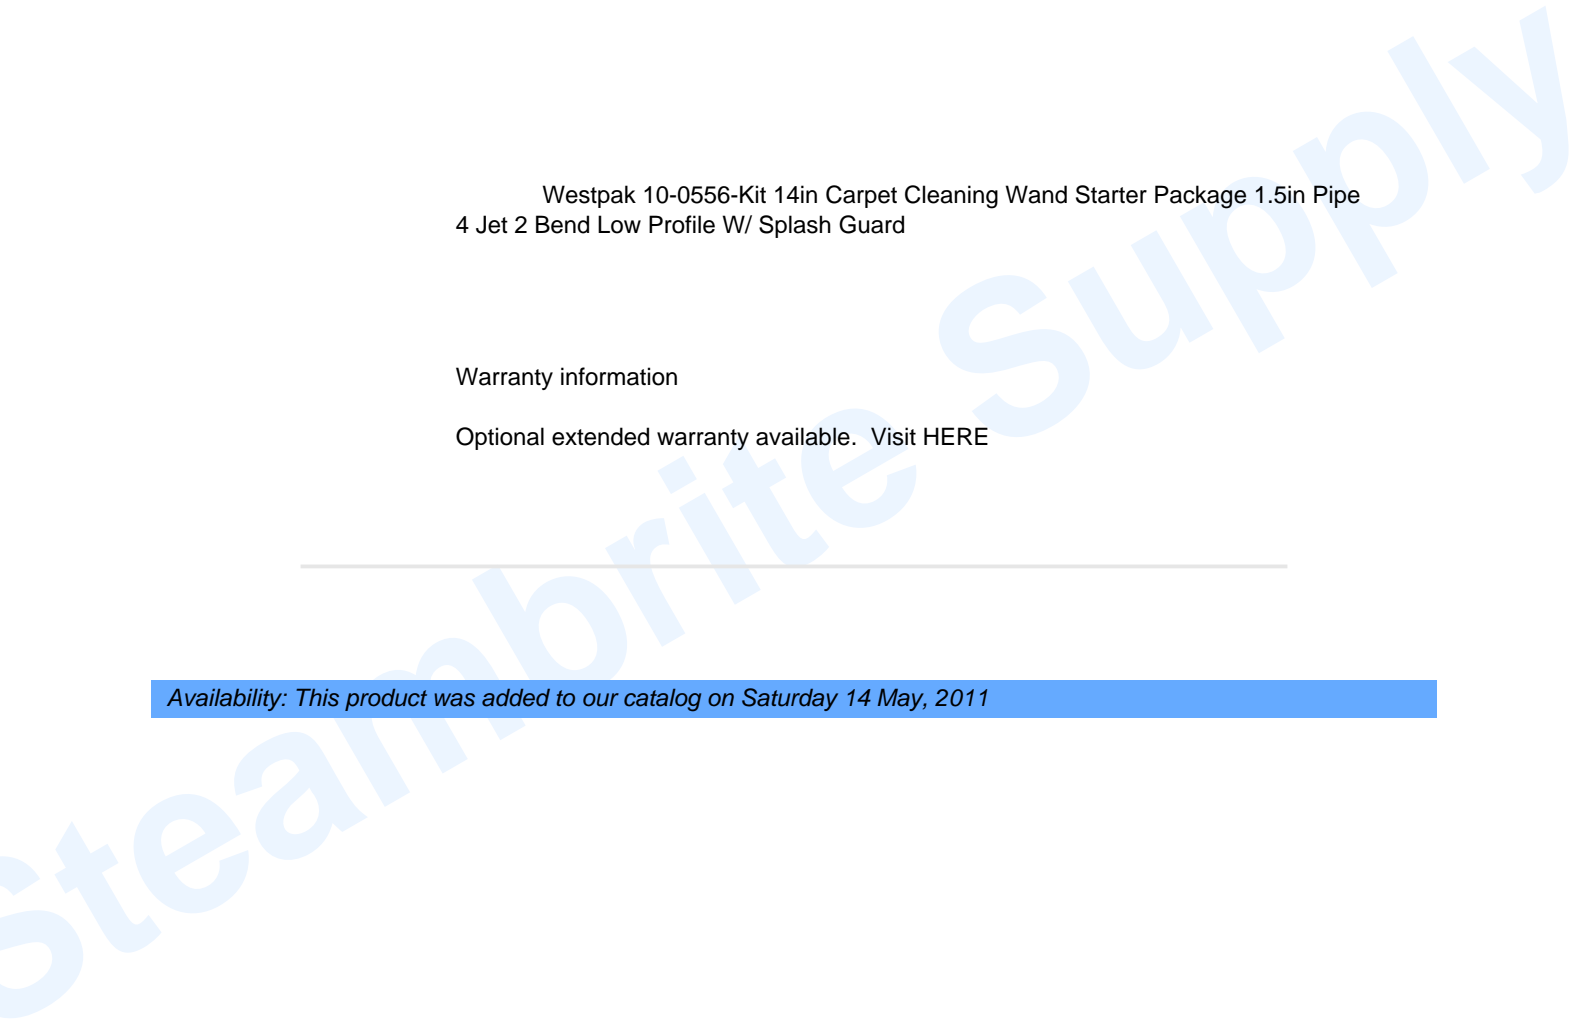 Westpak 10-0556-Kit 14in Carpet Cleaning Wand Starter Package 1.5in Pipe
4 Jet 2 Bend Low Profile W/ Splash Guard
Warranty information
Optional extended warranty available.  Visit HERE
Availability: This product was added to our catalog on Saturday 14 May, 2011
Steambrite Supply